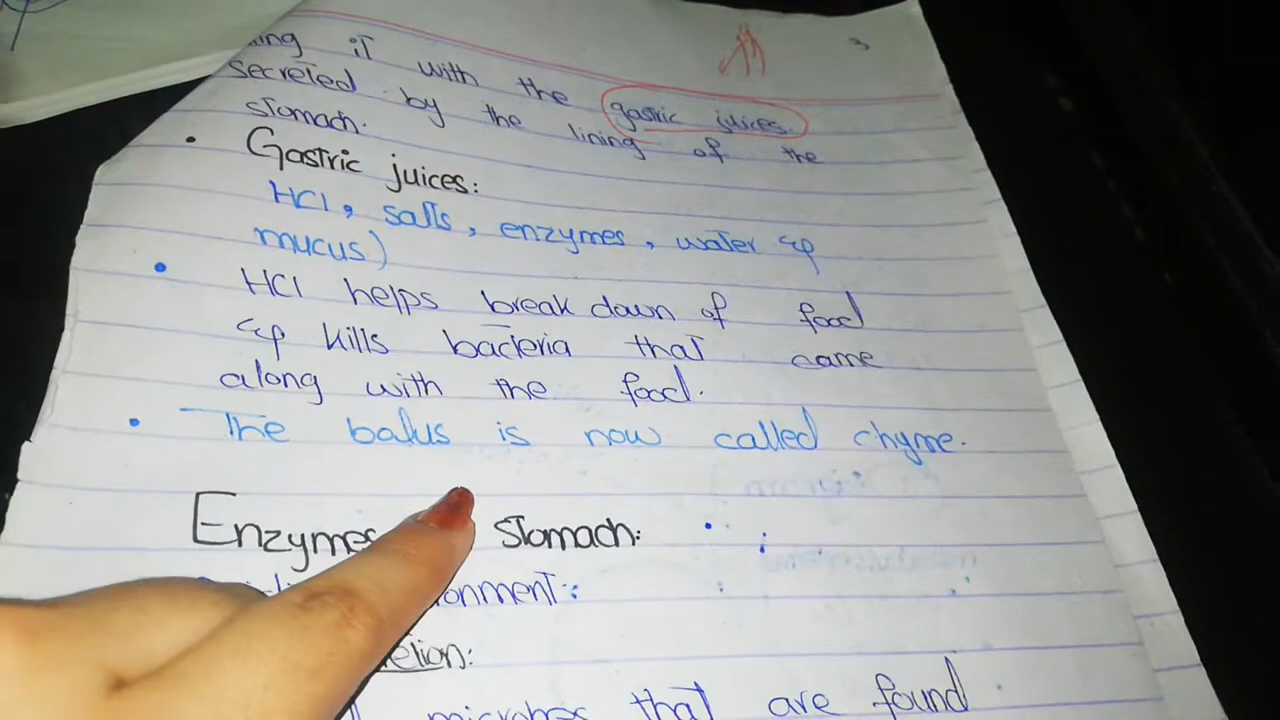 it with the gastric juices.
secreted by the lining of the
stomach.
• Gastric juices:
HCl, salts, enzymes, water &
mucus)
• HCl helps break down of food
& kills bacteria that came
along with the food.
• The bolus is now called chyme.
Enzymes stomach:
microbes that are found
3